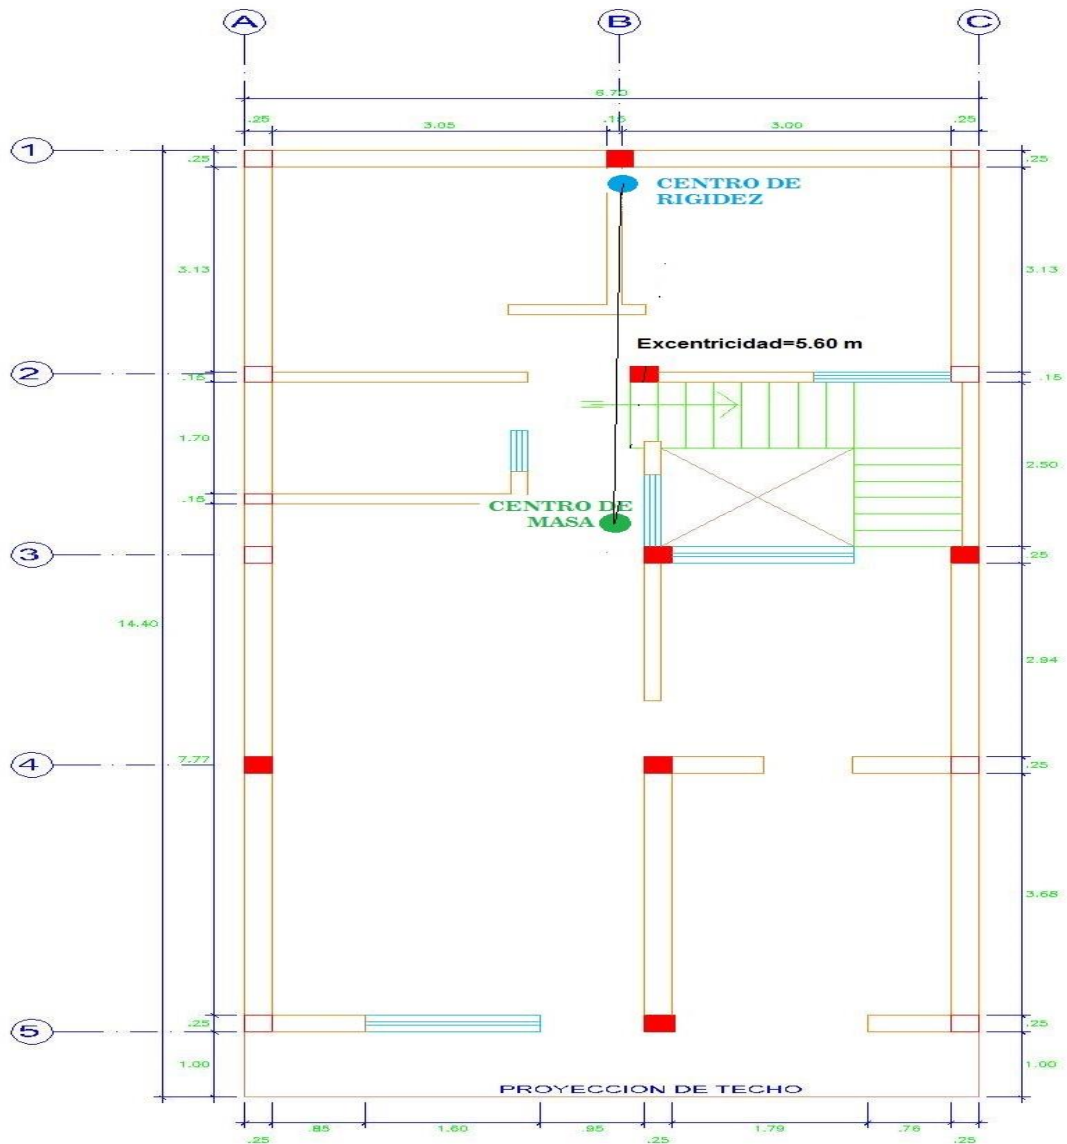 A B C
6.70
.25 3.05 .15 3.00 .25
1
.25
.25
CENTRO DE
RIGIDEZ
3.13
3.13
Excentricidad=5.60 m
2
.15
.15
1.70
2.50
.15
CENTRO DE
MASA
3
.25
14.40
2.94
4
7.77
.25
3.68
5
.25
.25
1.00
1.00
PROYECCION DE TECHO
.25 .85 1.60 .95 .25 1.79 .76 .25